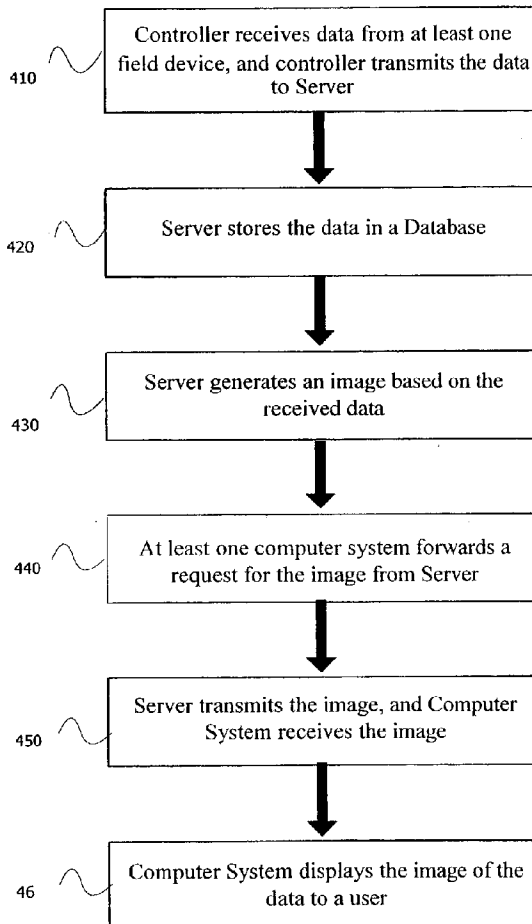 Controller receives data from at least one
field device, and controller transmits the data
to Server
410
Server stores the data in a Database
420
Server generates an image based on the
received data
430
At least one computer system forwards a
request for the image from Server
440
Server transmits the image, and Computer
System receives the image
450
Computer System displays the image of the
data to a user
46